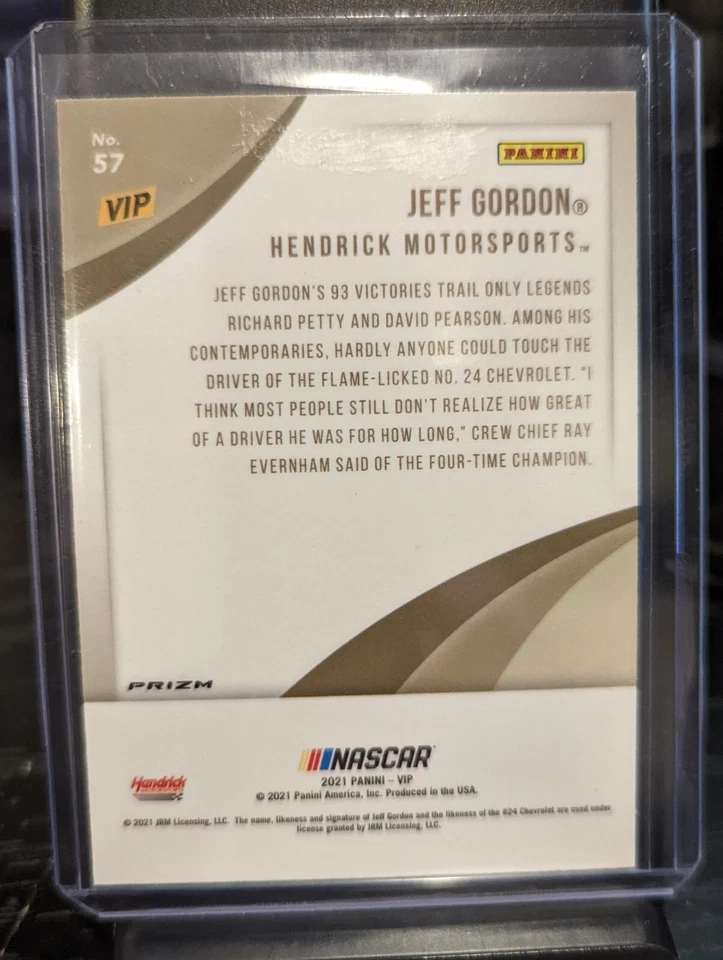 No.
57
VIP
PANINI
JEFF GORDON®
HENDRICK MOTORSPORTS™
JEFF GORDON'S 93 VICTORIES TRAIL ONLY LEGENDS
RICHARD PETTY AND DAVID PEARSON. AMONG HIS
CONTEMPORARIES, HARDLY ANYONE COULD TOUCH THE
DRIVER OF THE FLAME-LICKED NO. 24 CHEVROLET. "I
THINK MOST PEOPLE STILL DON'T REALIZE HOW GREAT
OF A DRIVER HE WAS FOR HOW LONG," CREW CHIEF RAY
EVERNHAM SAID OF THE FOUR-TIME CHAMPION.
PRIZM
NASCAR
Hendrick
2021 PANINI – VIP
© 2021 Panini America, Inc. Produced in the USA.
© 2021 JRM Licensing, LLC. The name, likeness and signature of Jeff Gordon and the likeness of the #24 Chevrolet are used under
license granted by JRM Licensing, LLC.